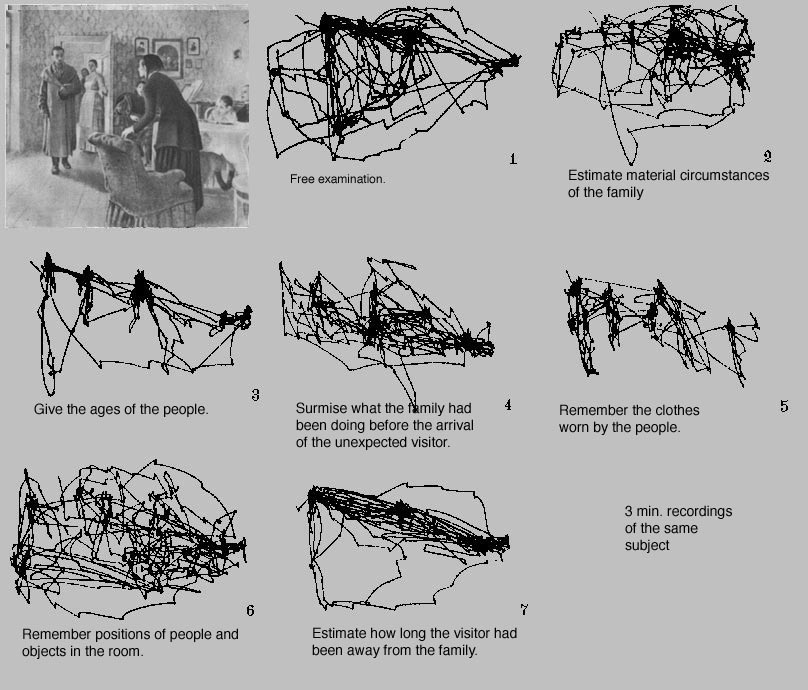 1
Free examination.
2
Estimate material circumstances
of the family
3
Give the ages of the people.
4
Surmise what the family had
been doing before the arrival
of the unexpected visitor.
5
Remember the clothes
worn by the people.
6
Remember positions of people and
objects in the room.
7
Estimate how long the visitor had
been away from the family.
3 min. recordings
of the same
subject